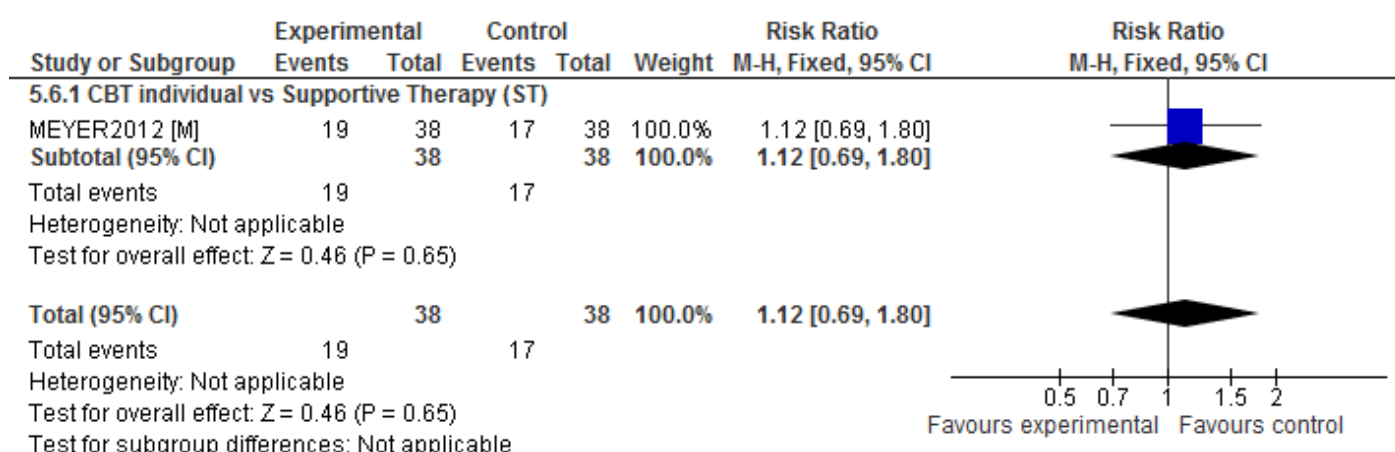 Experimental Control Risk Ratio Risk Ratio
Study or Subgroup Events Total Events Total Weight M-H, Fixed, 95% CI M-H, Fixed, 95% CI
5.6.1 CBT individual vs Supportive Therapy (ST)
MEYER2012 [M] 19 38 17 38 100.0% 1.12 [0.69, 1.80]
Subtotal (95% CI) 38 38 100.0% 1.12 [0.69, 1.80]
Total events 19 17
Heterogeneity: Not applicable
Test for overall effect: Z = 0.46 (P = 0.65)
Total (95% CI) 38 38 100.0% 1.12 [0.69, 1.80]
Total events 19 17
Heterogeneity: Not applicable
Test for overall effect: Z = 0.46 (P = 0.65)
Test for subgroup differences: Not applicable
0.5 0.7 1 1.5 2
Favours experimental Favours control